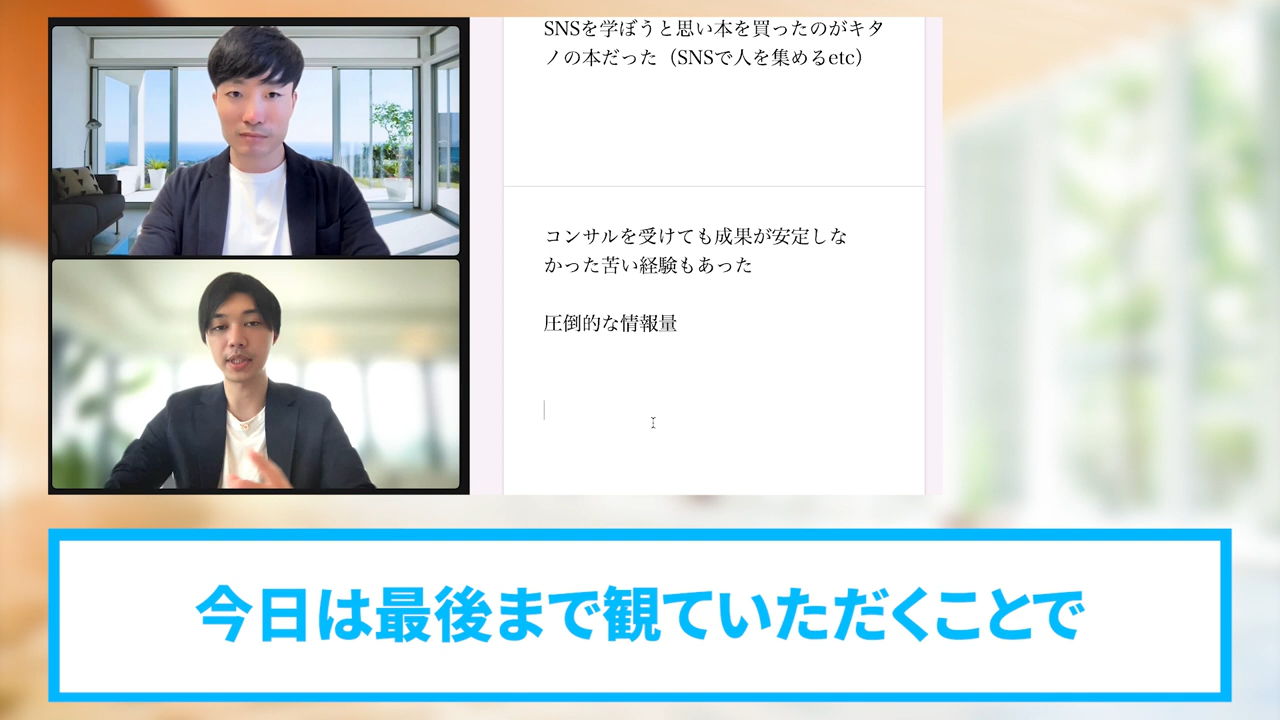 SNSを学ぼうと思い本を買ったのがキタ
ノの本だった（SNSで人を集めるetc）
コンサルを受けても成果が安定しな
かった苦い経験もあった
圧倒的な情報量
今日は最後まで観ていただくことで